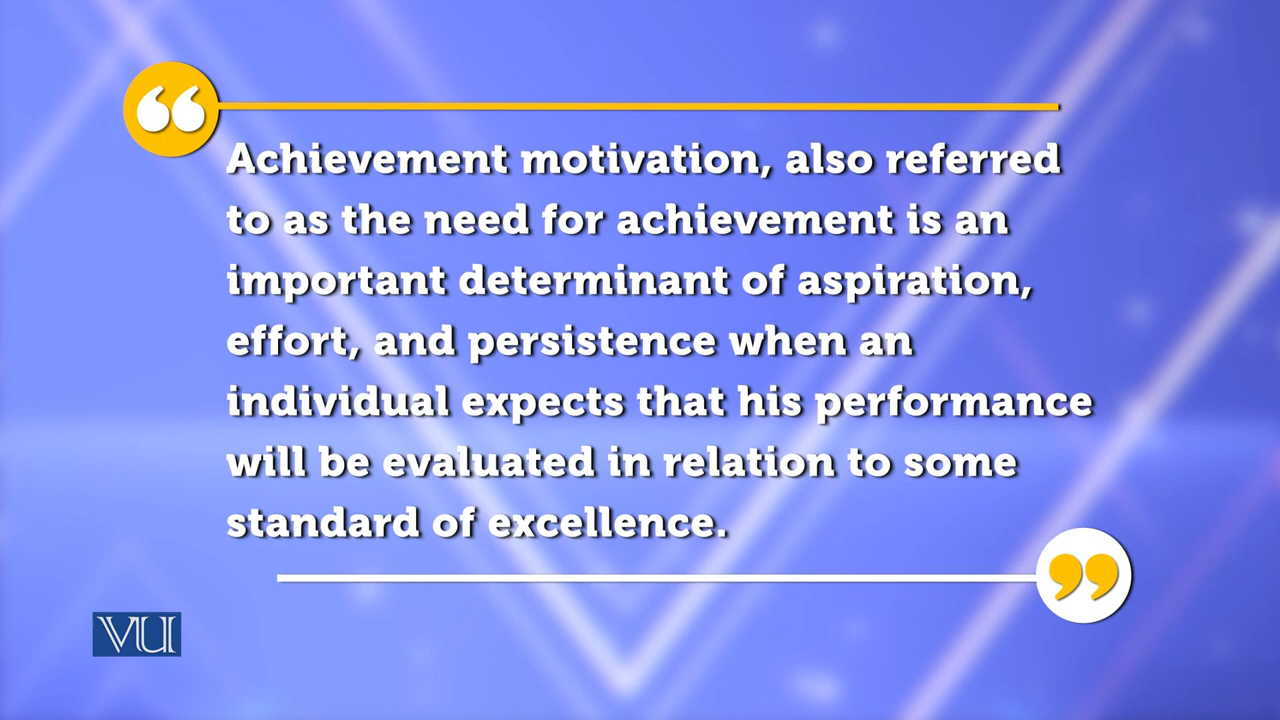 “
Achievement motivation, also referred
to as the need for achievement is an
important determinant of aspiration,
effort, and persistence when an
individual expects that his performance
will be evaluated in relation to some
standard of excellence.
”
VU